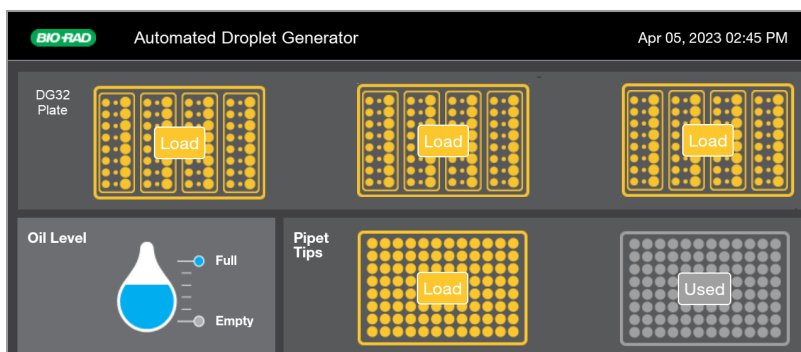 BIO-RAD
Automated Droplet Generator
Apr 05, 2023 02:45 PM
DG32
Plate
Load
Load
Load
Oil Level
Full
Empty
Pipet
Tips
Load
Used